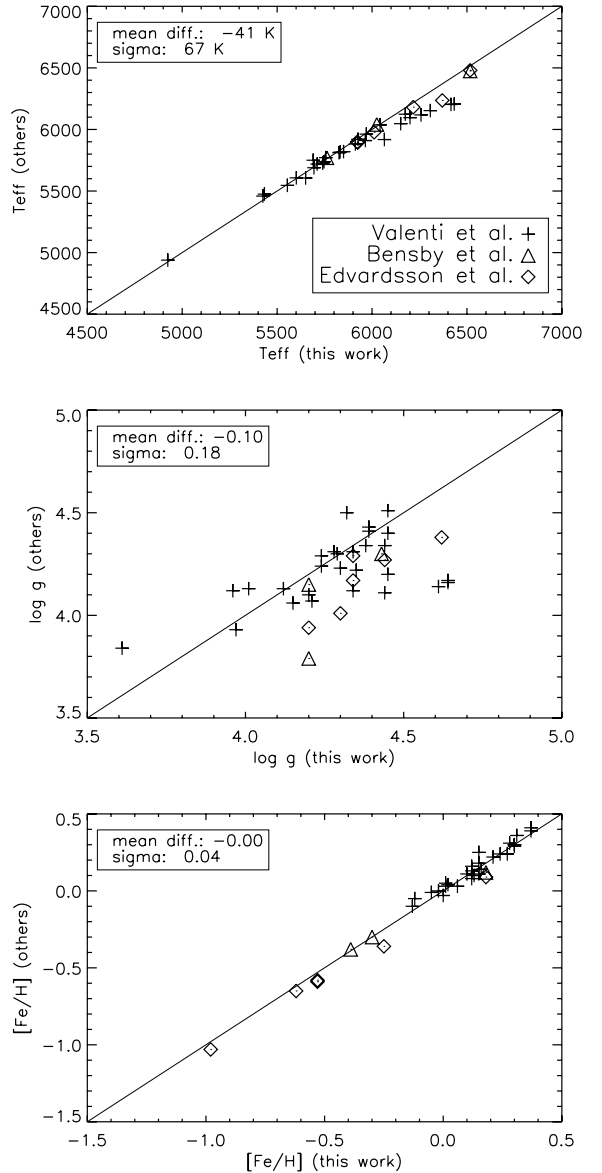 mean diff.: −41 K
sigma: 67 K
7000
6500
6000
5500
5000
4500
Teff (others)
Valenti et al. +
Bensby et al. △
Edvardsson et al. ◇
4500 5000 5500 6000 6500 7000
Teff (this work)
mean diff.: −0.10
sigma: 0.18
5.0
4.5
4.0
3.5
log g (others)
3.5 4.0 4.5 5.0
log g (this work)
mean diff.: −0.00
sigma: 0.04
0.5
0.0
−0.5
−1.0
−1.5
[Fe/H] (others)
−1.5 −1.0 −0.5 0.0 0.5
[Fe/H] (this work)